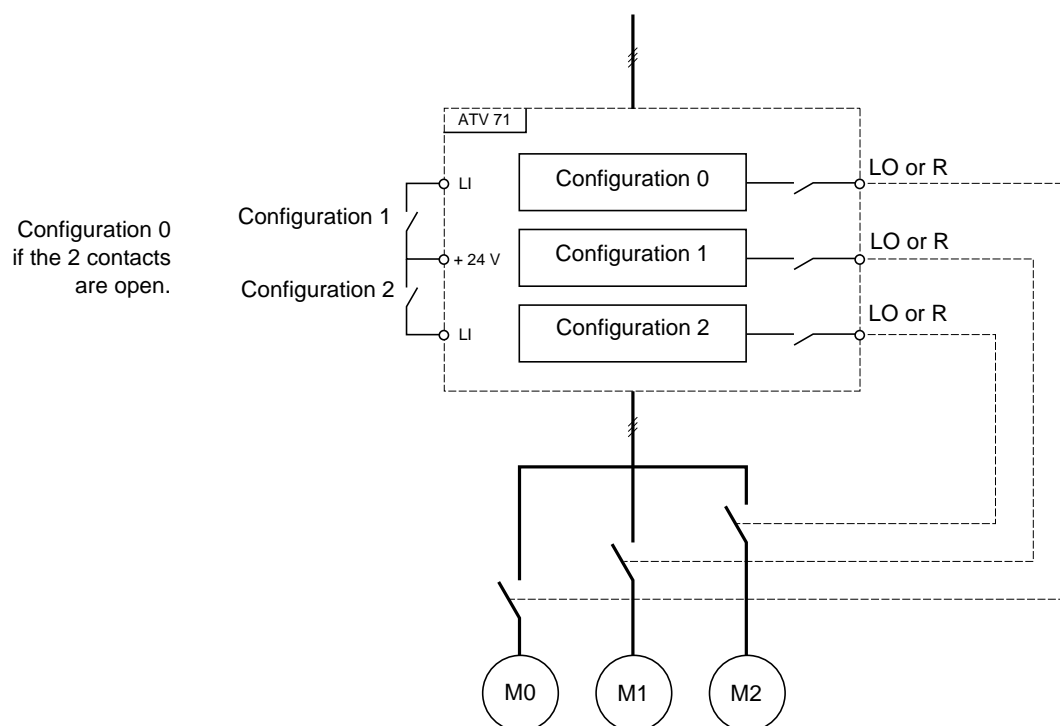 ATV 71
LI
Configuration 0
LO or R
Configuration 1
Configuration 0
if the 2 contacts
are open.
+ 24 V
Configuration 1
LO or R
Configuration 2
LI
Configuration 2
LO or R
M0
M1
M2